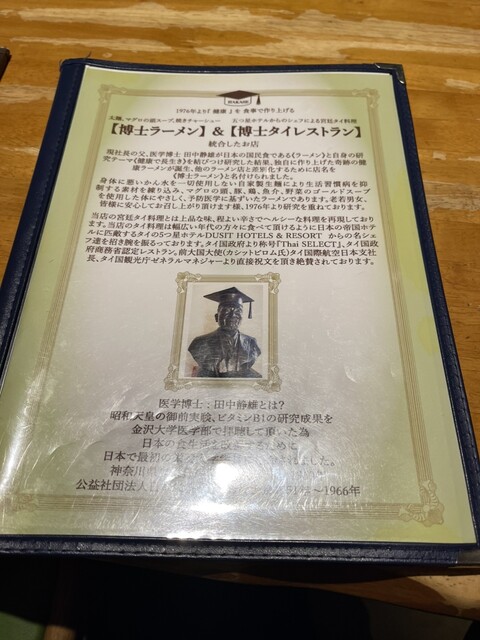 HAKASE
1976年より『健康』を 食事で作り上げる
太麺、マグロの頭スープ、焼きチャーシュー 五つ星ホテルからのシェフによる宮廷タイ料理
【博士ラーメン】&【博士タイレストラン】
統合したお店
現社長の父、医学博士 田中静雄が日本の国民食である《ラーメン》と自身の研
究テーマ《健康で長生き》を結びつけ研究した結果、独自に作り上げた奇跡の健
康ラーメンが誕生、他のラーメン店と差別化するために店名を
《博士ラーメン》と名付けられました。
身体に悪いかん水を一切使用しない自家製生麺により生活習慣病を抑
制する素材を練り込み、マグロの頭、豚、鶏、魚介、野菜のゴールドスープ
を使用した体にやさしく、予防医学に基づいたラーメンであります。老若男女、
皆様に安心してお召し上がり頂けます様、1976年より研究を重ねております。
当店の宮廷タイ料理とは上品な味、程よい辛さでヘルシーな料理を再現しており
ます。当店のタイ料理は幅広い年代の方々に食べて頂けるように日本の帝国ホテ
ルに匹敵するタイの5つ星ホテルDUSIT HOTELS & RESORT からの名シェ
フ達を招き腕を振るっております。タイ国政府より称号『Thai SELECT』、タイ国政
府商務省認定レストラン。前大国大使(カシットピロム氏)タイ国際航空日本支社
長、タイ国観光庁ゼネラルマネジャーより直接祝文を頂き絶賛されております。
医学博士:田中静雄とは?
昭和天皇の御前実験、ビタミンB1の研究成果を
金沢大学医学部で 戴して頂いた為
日本の食生活を
日本で最初の ました。
神奈川県
公益社団法人 ~1966年